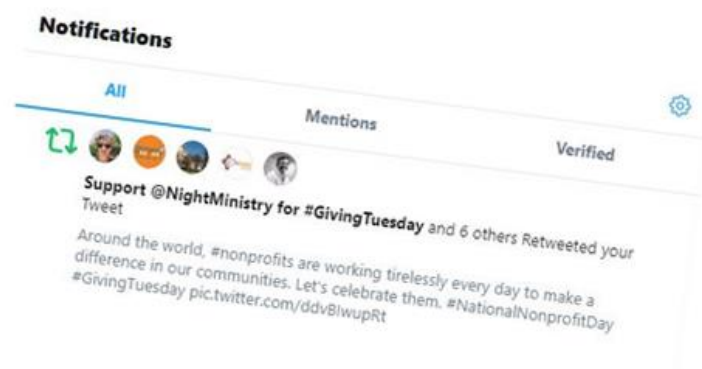 Notifications
All
Mentions
Verified
Support @NightMinistry for #GivingTuesday and 6 others Retweeted your
Tweet
Around the world, #nonprofits are working tirelessly every day to make a
difference in our communities. Let's celebrate them. #NationalNonprofitDay
#GivingTuesday pic.twitter.com/ddvBlwupRt